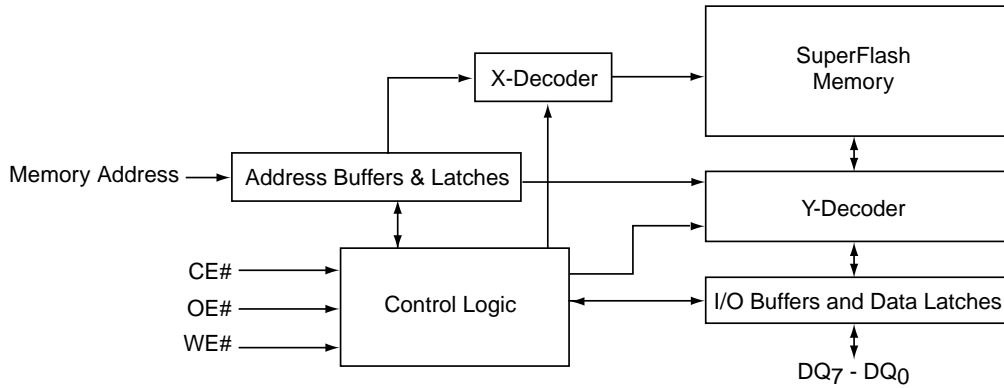 SuperFlash
Memory
X-Decoder
Memory Address
Address Buffers & Latches
Y-Decoder
CE#
OE#
WE#
Control Logic
I/O Buffers and Data Latches
DQ7 - DQ0